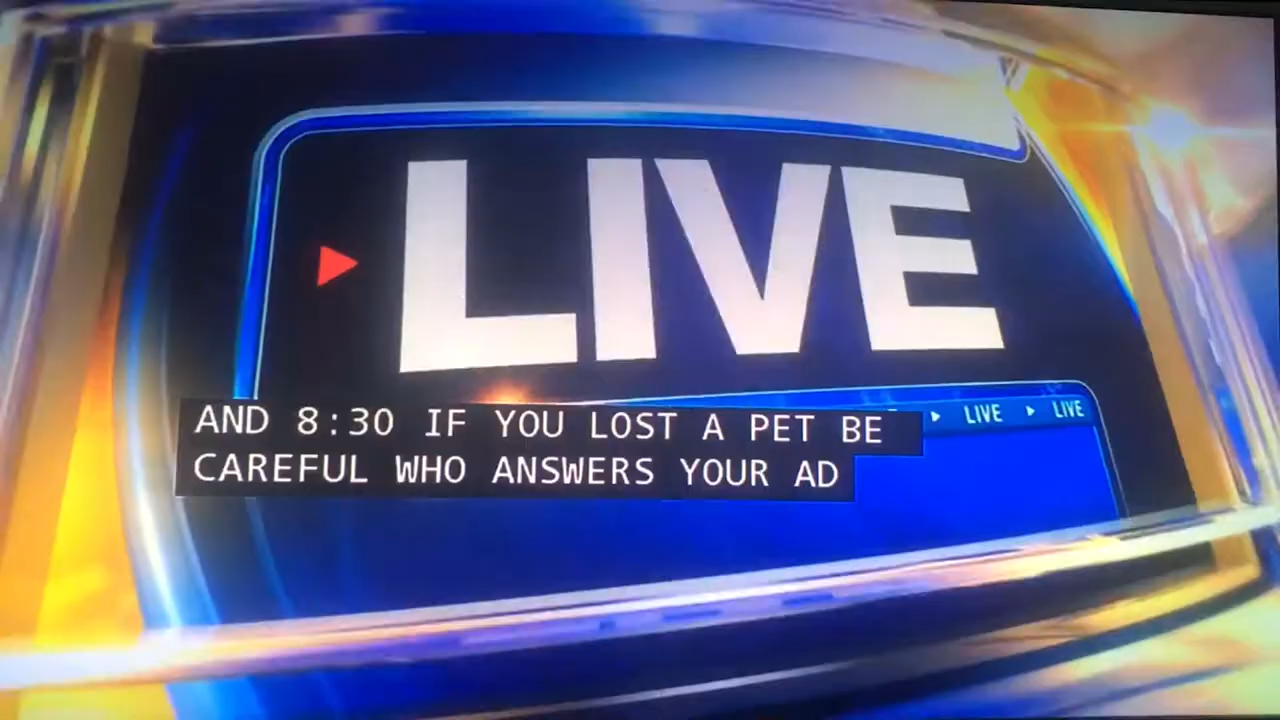 LIVE
LIVE LIVE
AND 8:30 IF YOU LOST A PET BE
CAREFUL WHO ANSWERS YOUR AD